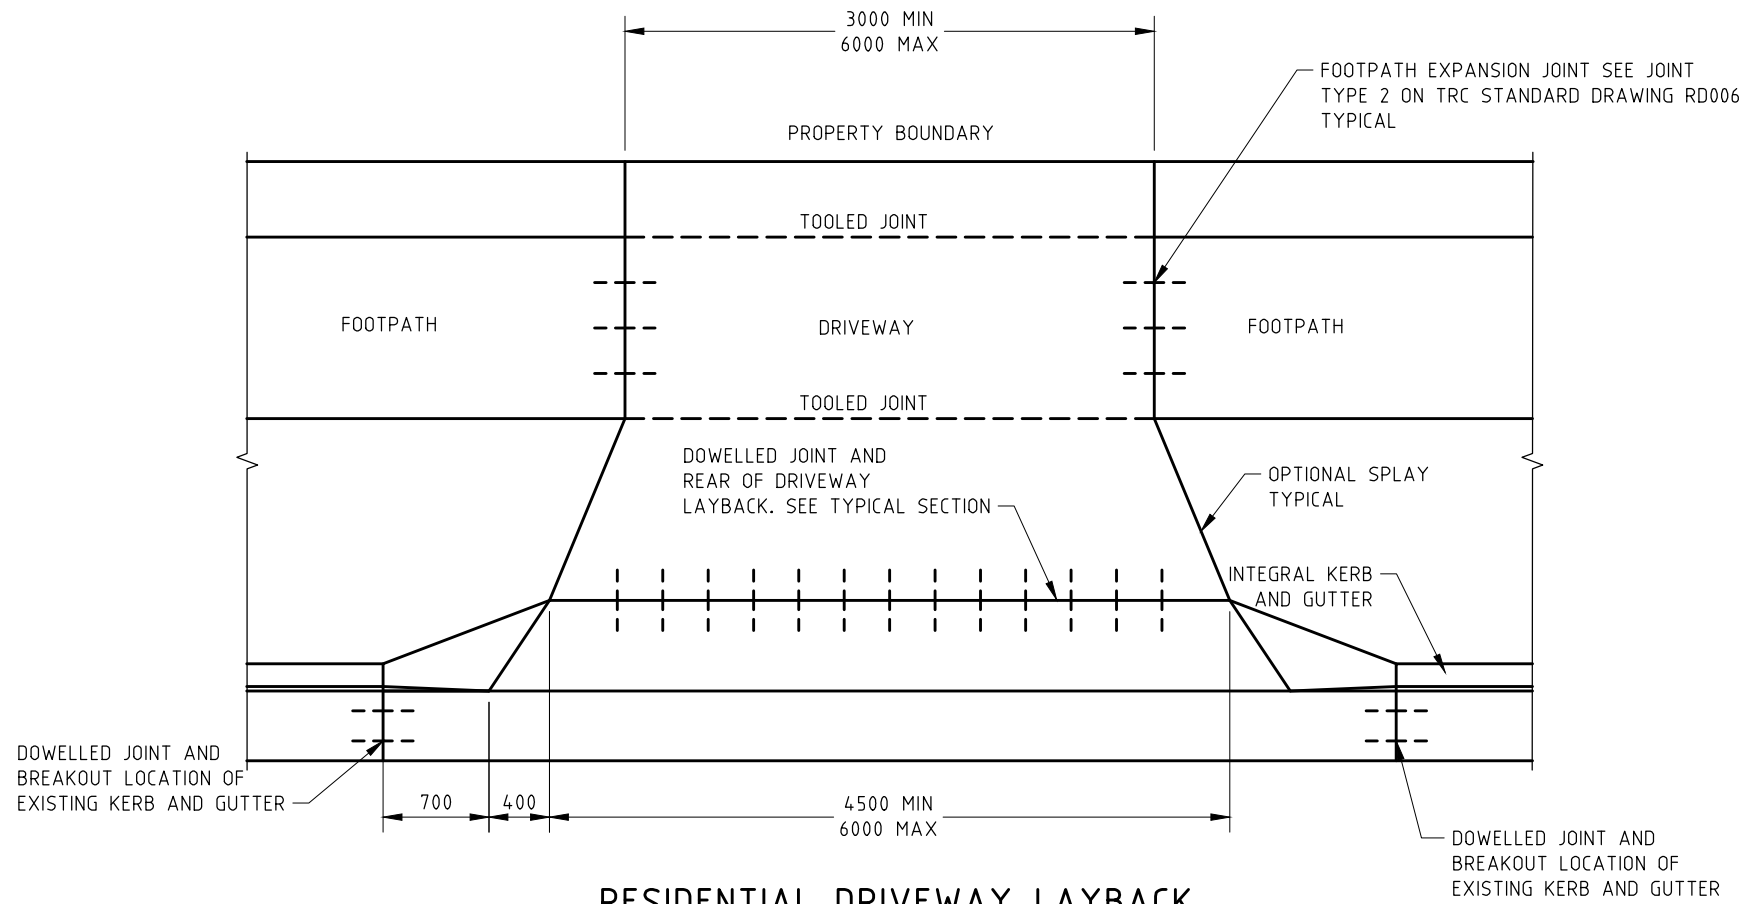 3000 MIN
6000 MAX
FOOTPATH EXPANSION JOINT SEE JOINT
TYPE 2 ON TRC STANDARD DRAWING RD006
TYPICAL
PROPERTY BOUNDARY
TOOLED JOINT
FOOTPATH
DRIVEWAY
FOOTPATH
TOOLED JOINT
DOWELLED JOINT AND
REAR OF DRIVEWAY
LAYBACK. SEE TYPICAL SECTION
OPTIONAL SPLAY
TYPICAL
INTEGRAL KERB
AND GUTTER
DOWELLED JOINT AND
BREAKOUT LOCATION OF
EXISTING KERB AND GUTTER
700
400
4500 MIN
6000 MAX
DOWELLED JOINT AND
BREAKOUT LOCATION OF
EXISTING KERB AND GUTTER
RESIDENTIAL DRIVEWAY LAYBACK